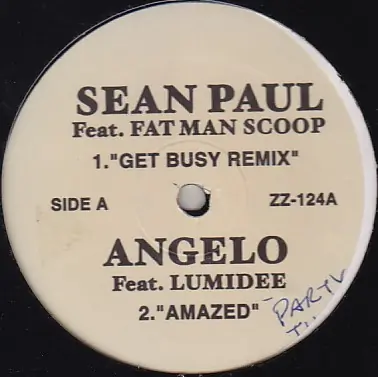 SEAN PAUL
Feat. FAT MAN SCOOP
1."GET BUSY REMIX"
SIDE A
ZZ-124A
ANGELO
Feat. LUMIDEE
2."AMAZED"
PARTY